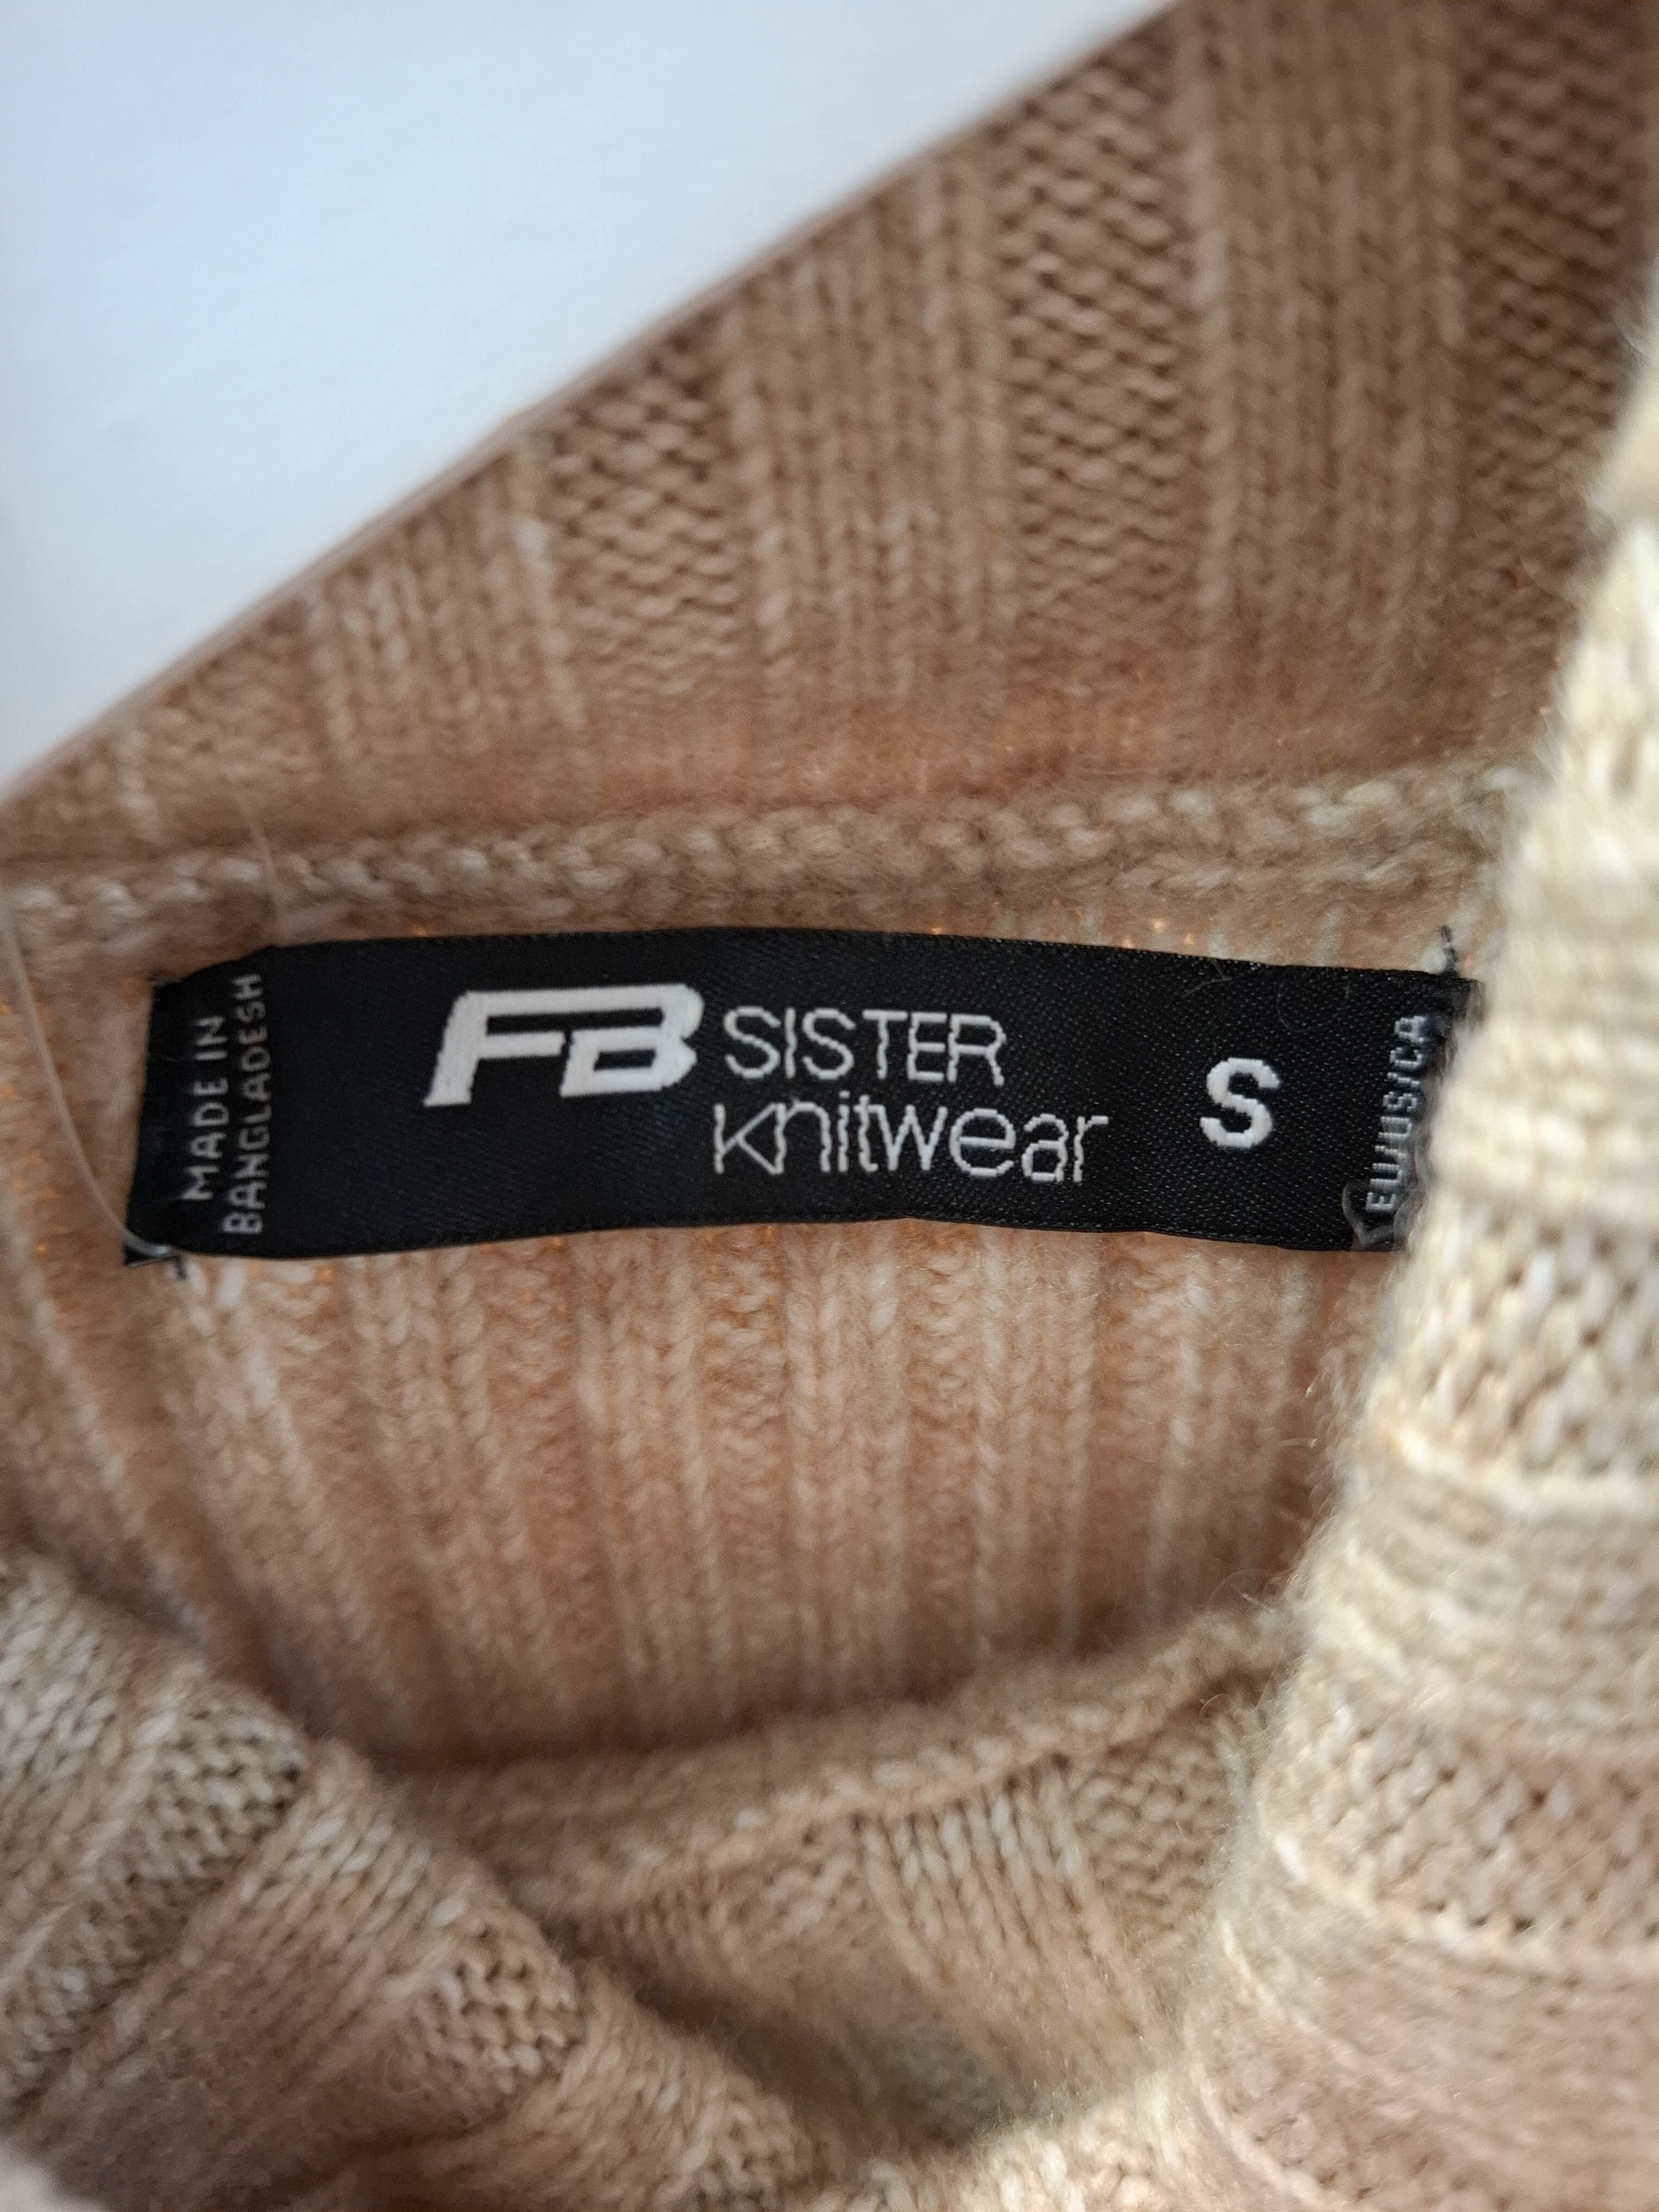 MADE IN
BANGLADESH
FB SISTER
knitwear
S
EU/US/CA